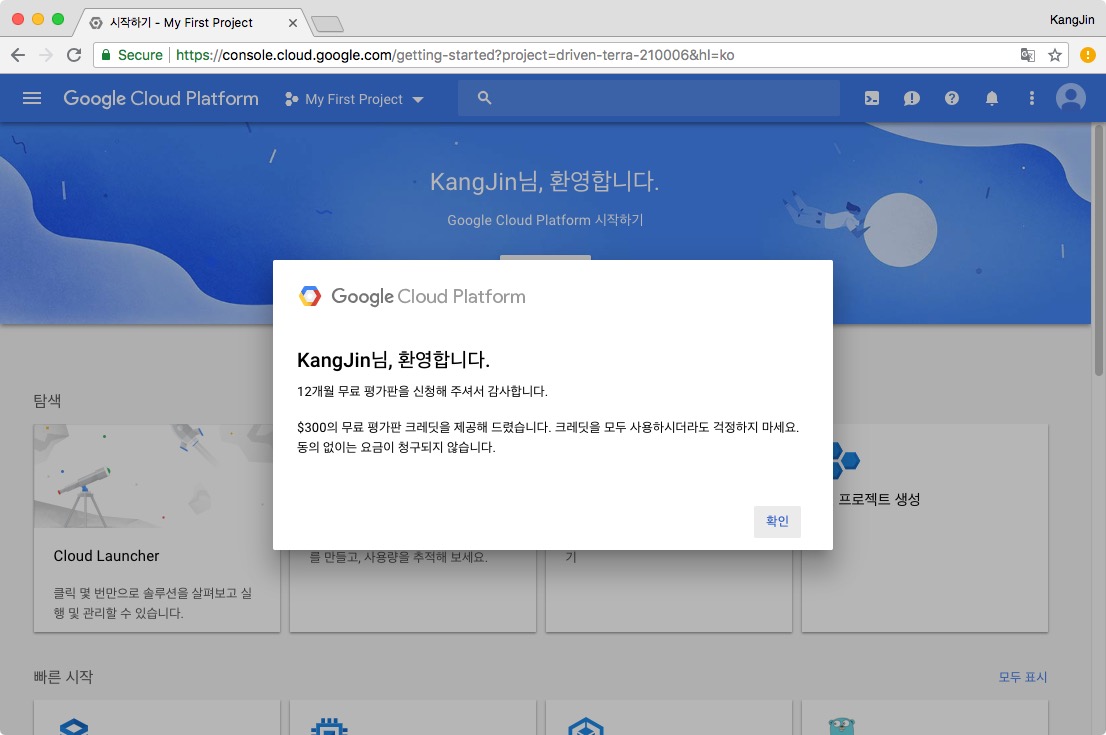 시작하기 - My First Project
KangJin
Secure
https://console.cloud.google.com/getting-started?project=driven-terra-210006&hl=ko
Google Cloud Platform
My First Project
KangJin님, 환영합니다.
Google Cloud Platform 시작하기
Google Cloud Platform
KangJin님, 환영합니다.
12개월 무료 평가판을 신청해 주셔서 감사합니다.
$300의 무료 평가판 크레딧을 제공해 드렸습니다. 크레딧을 모두 사용하시더라도 걱정하지 마세요.
동의 없이는 요금이 청구되지 않습니다.
확인
탐색
Cloud Launcher
클릭 몇 번만으로 솔루션을 살펴보고 실
행 및 관리할 수 있습니다.
를 만들고, 사용량을 추적해 보세요.
기
프로젝트 생성
빠른 시작
모두 표시